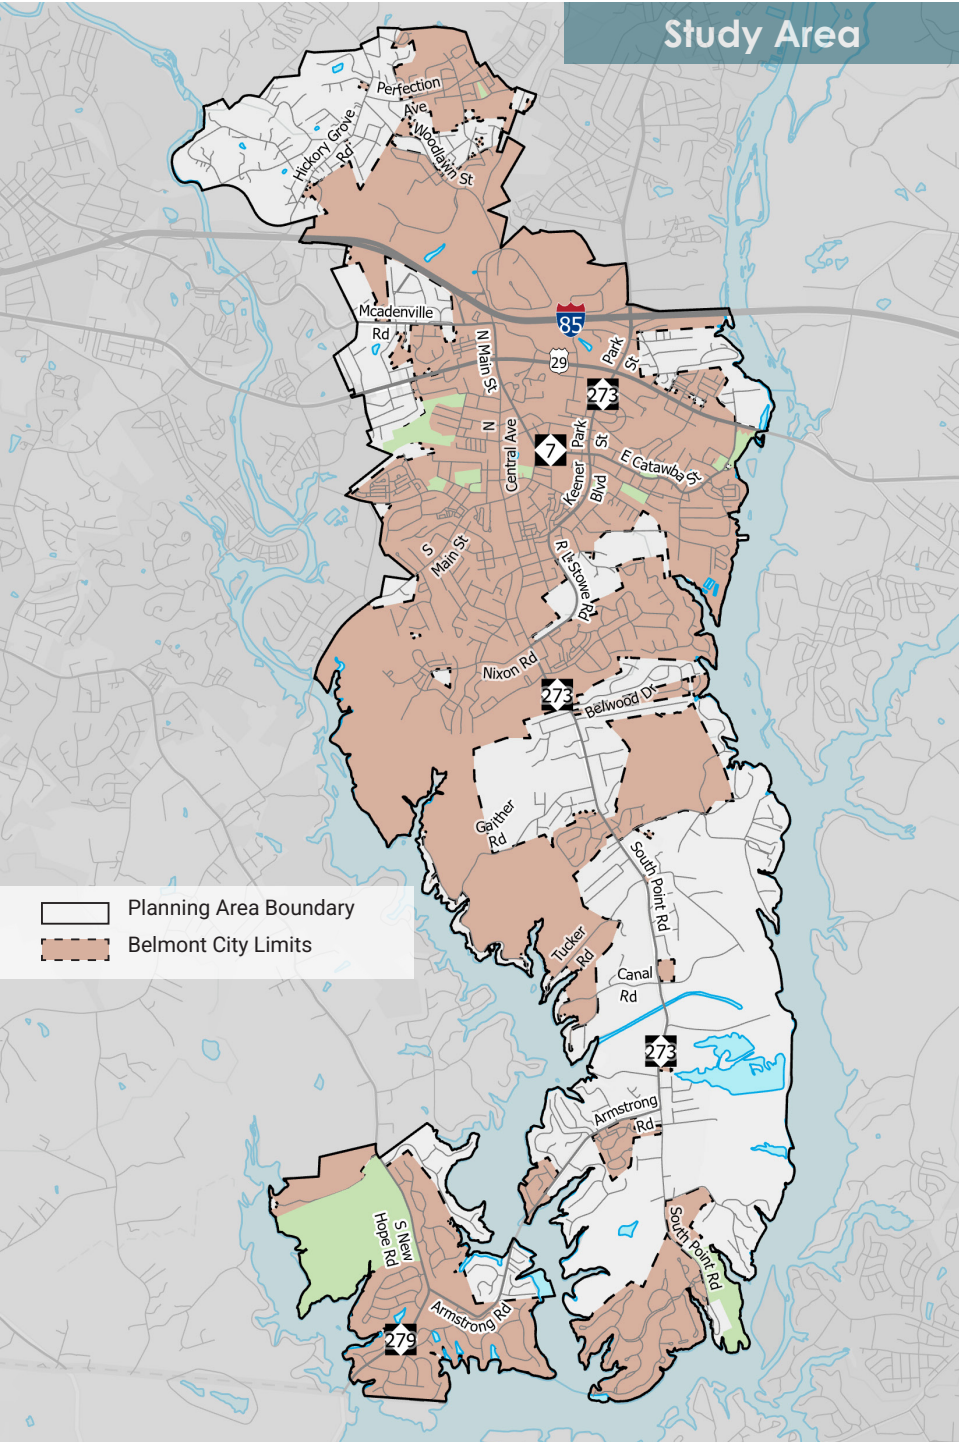 Study Area
Perfection
Ave
Hickory Grove
Rd
Woodlawn St
Mcadenville
Rd
85
N Main St
29
Park
St
273
N
Central Ave
7
Park
St
Keener
Blvd
E Catawba St
S
Main St
R L Stowe Rd
Nixon Rd
273
Belwood Dr
Gaither
Rd
South Point Rd
Planning Area Boundary
Belmont City Limits
Tucker
Rd
Canal
Rd
273
Armstrong
Rd
S New
Hope Rd
South Point Rd
Armstrong Rd
279